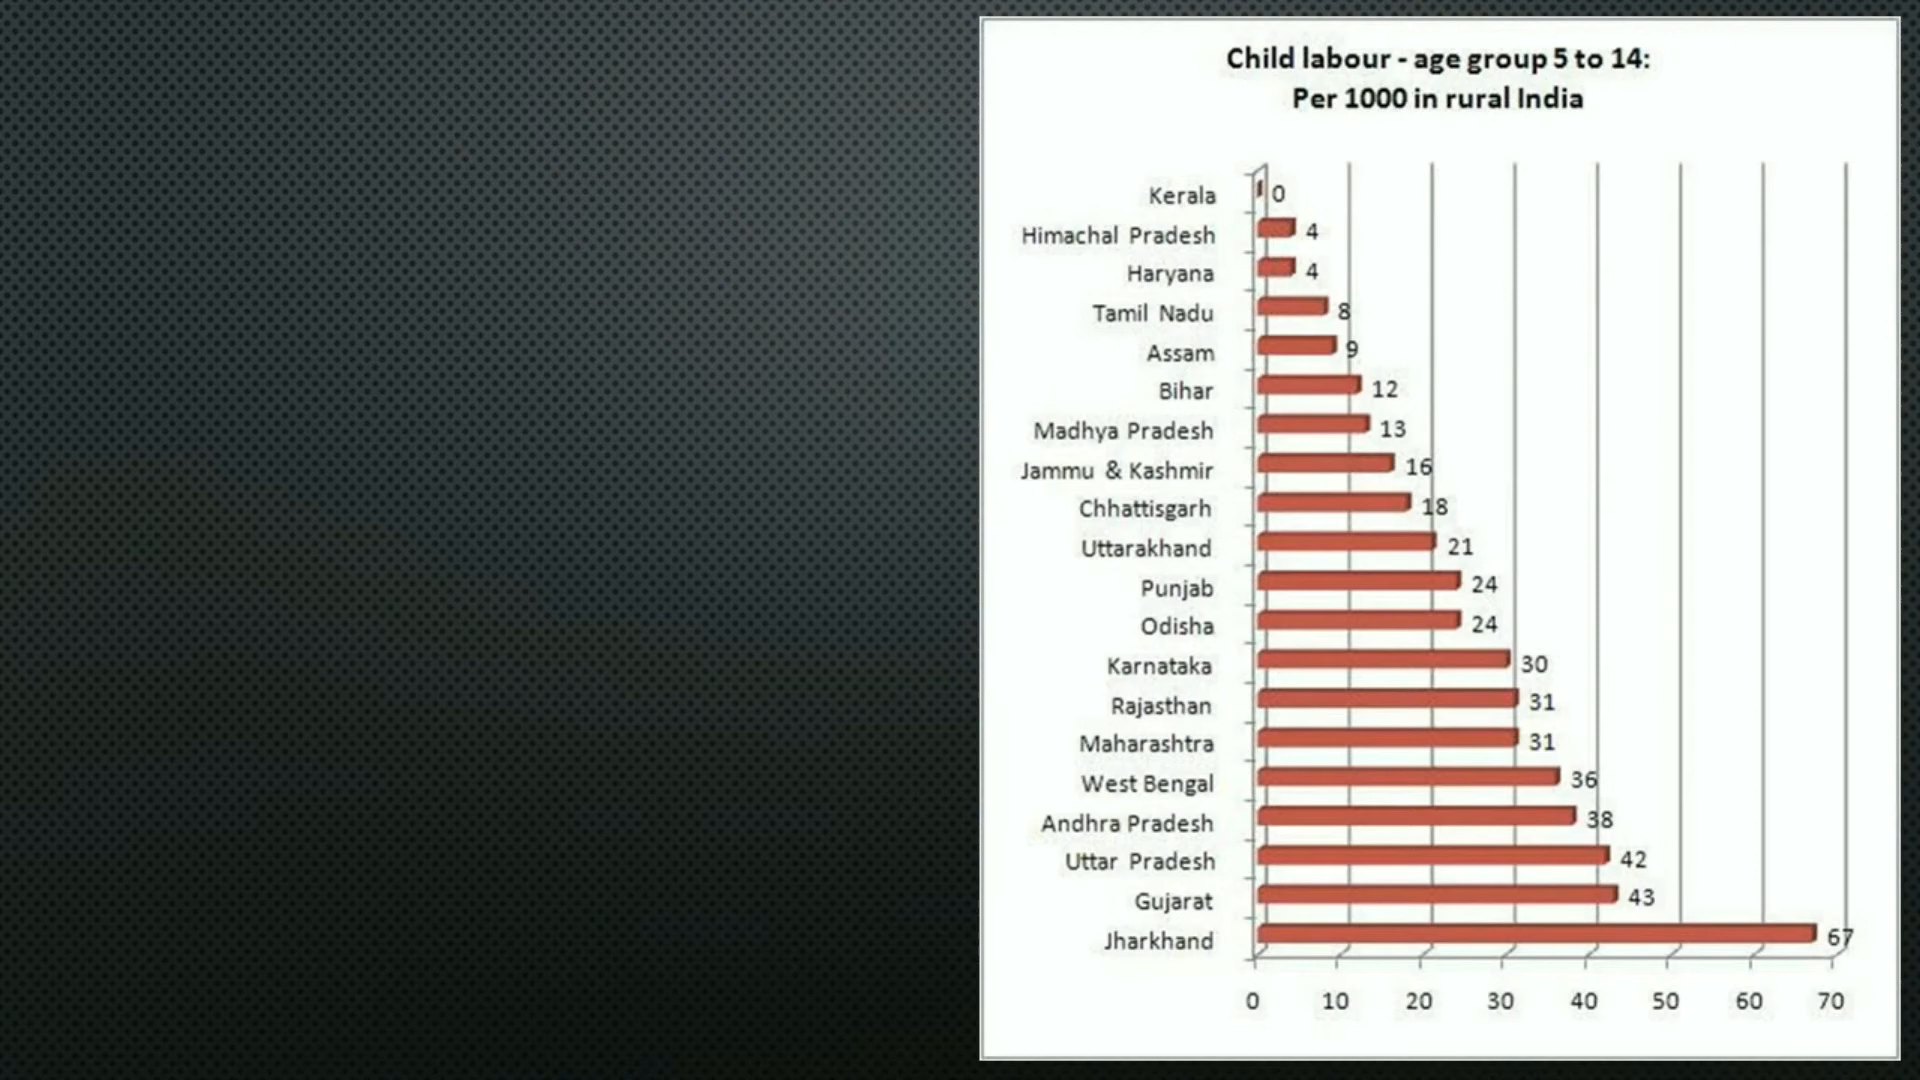 Child labour - age group 5 to 14:
Per 1000 in rural India
Kerala 0
Himachal Pradesh 4
Haryana 4
Tamil Nadu 8
Assam 9
Bihar 12
Madhya Pradesh 13
Jammu & Kashmir 16
Chhattisgarh 18
Uttarakhand 21
Punjab 24
Odisha 24
Karnataka 30
Rajasthan 31
Maharashtra 31
West Bengal 36
Andhra Pradesh 38
Uttar Pradesh 42
Gujarat 43
Jharkhand 67
0 10 20 30 40 50 60 70